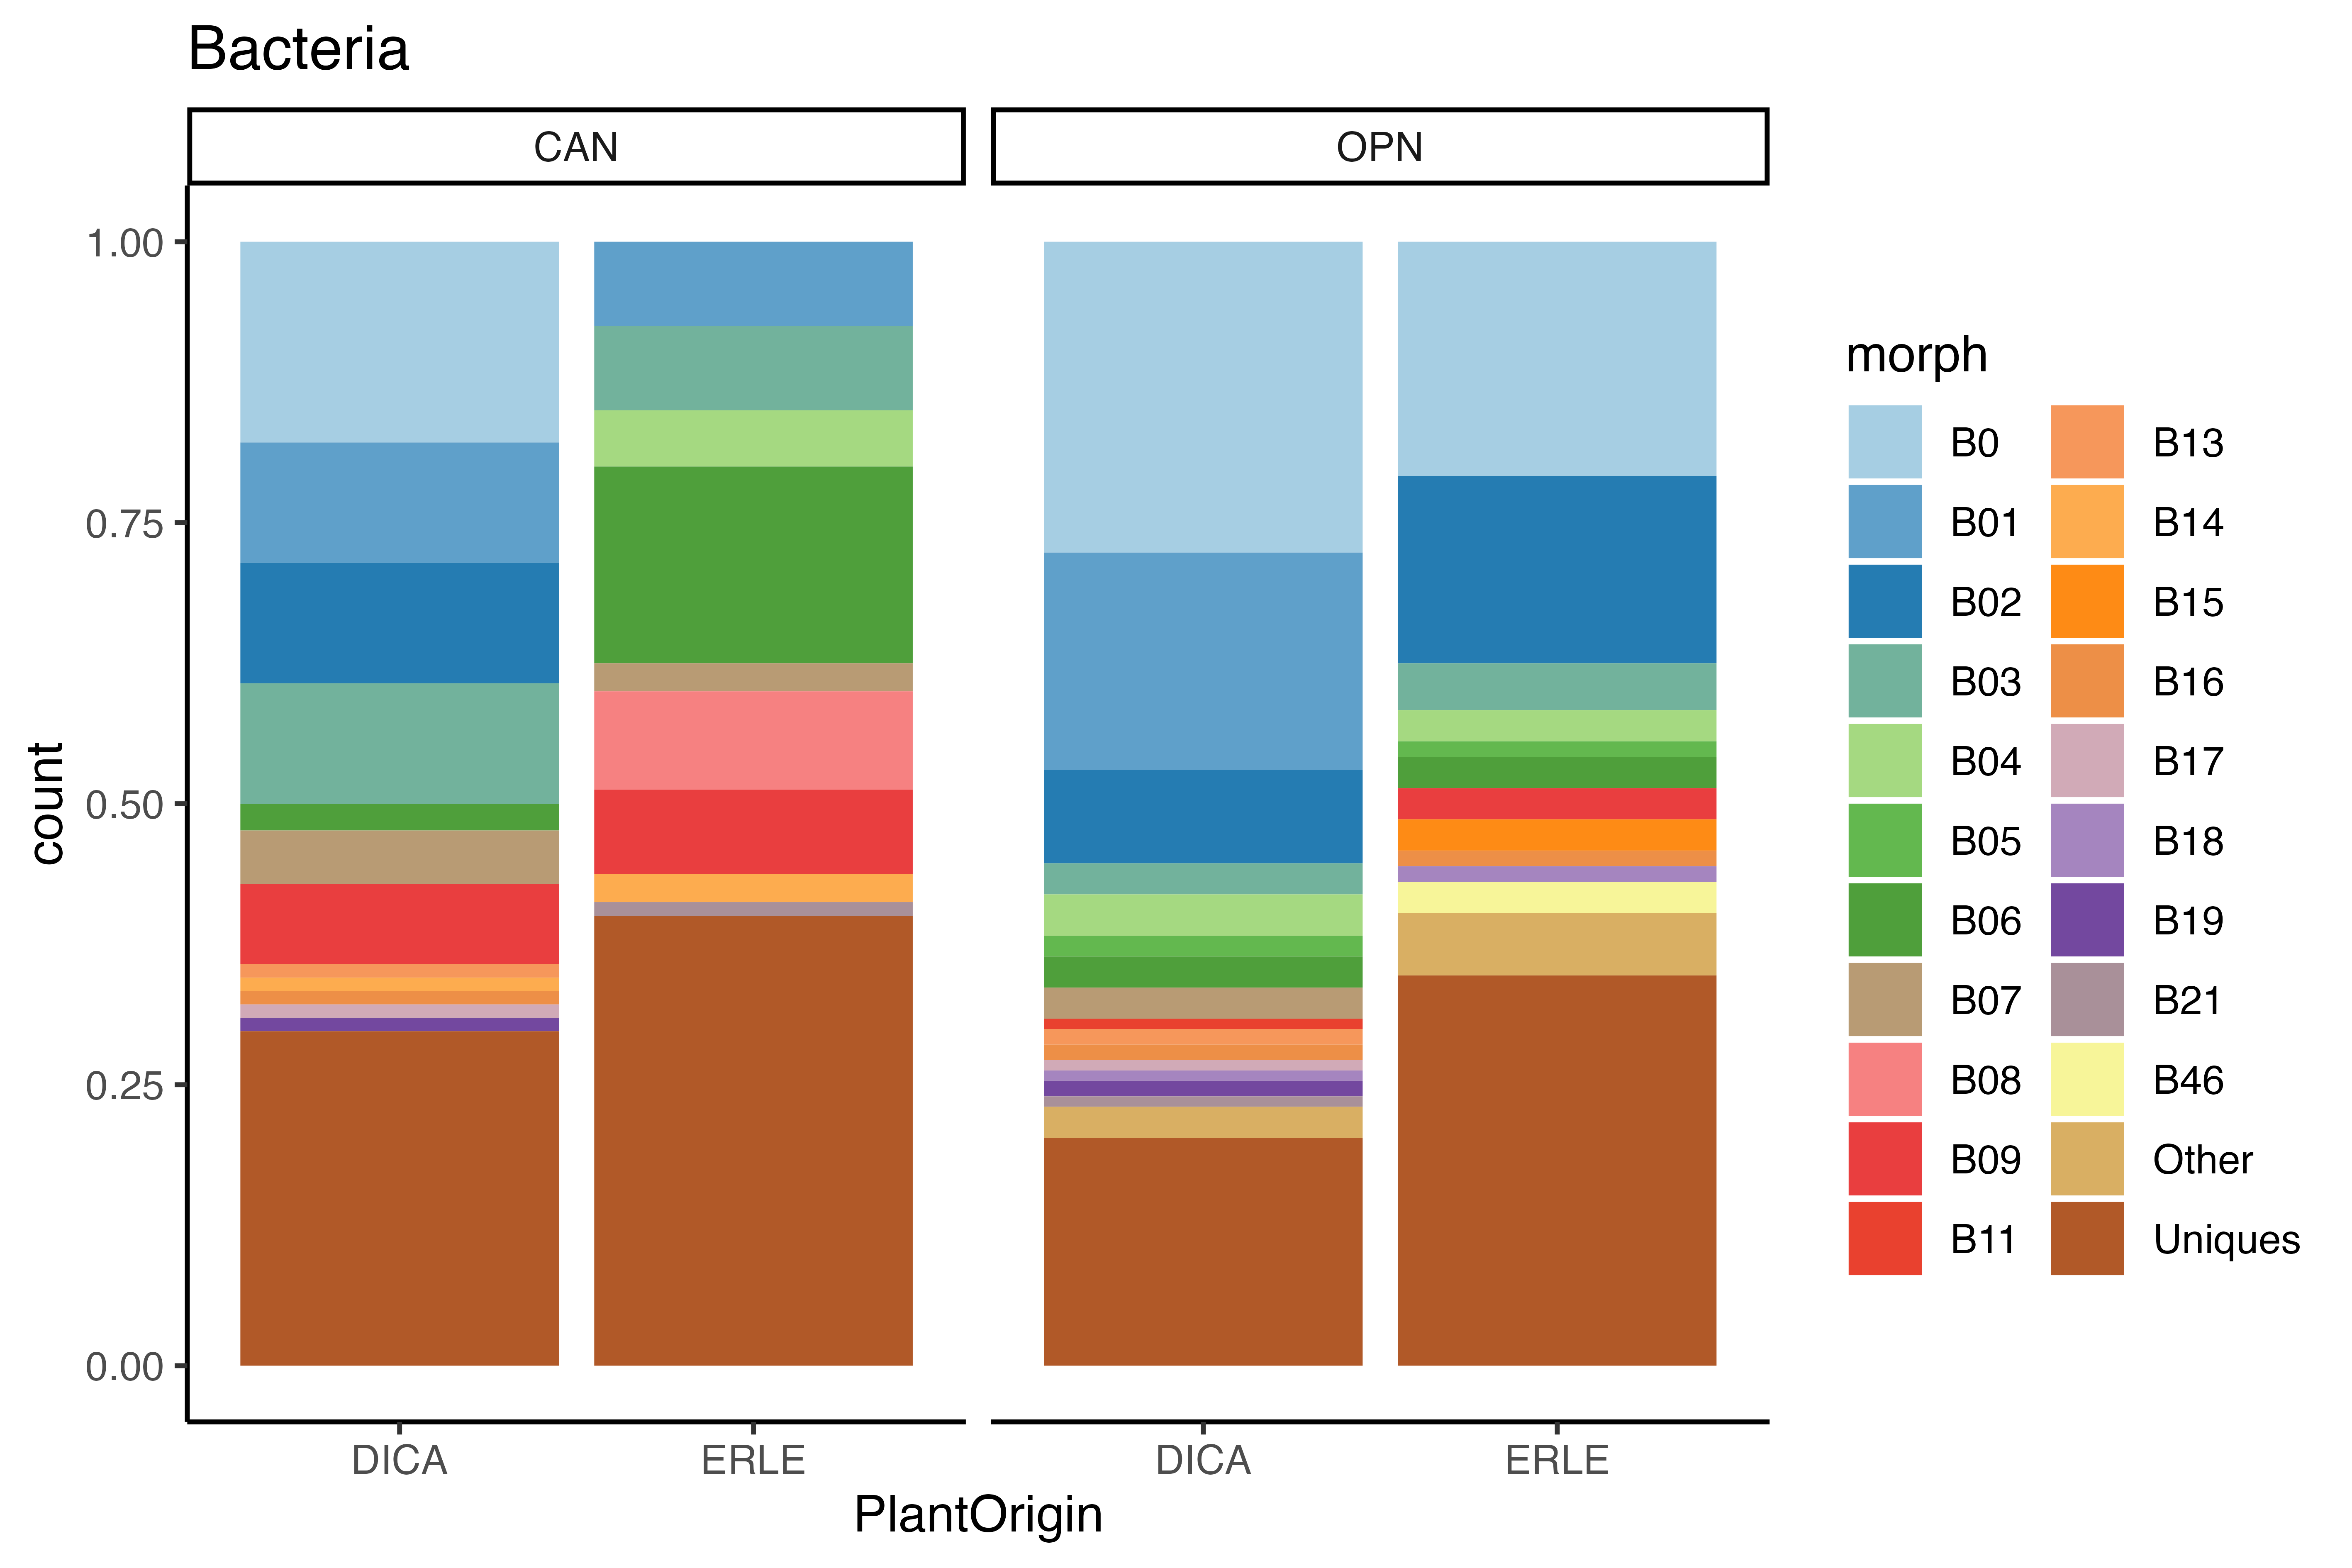 Bacteria
CAN
OPN
1.00
0.75
0.50
0.25
0.00
count
DICA
ERLE
DICA
ERLE
PlantOrigin
morph
B0
B01
B02
B03
B04
B05
B06
B07
B08
B09
B11
B13
B14
B15
B16
B17
B18
B19
B21
B46
Other
Uniques